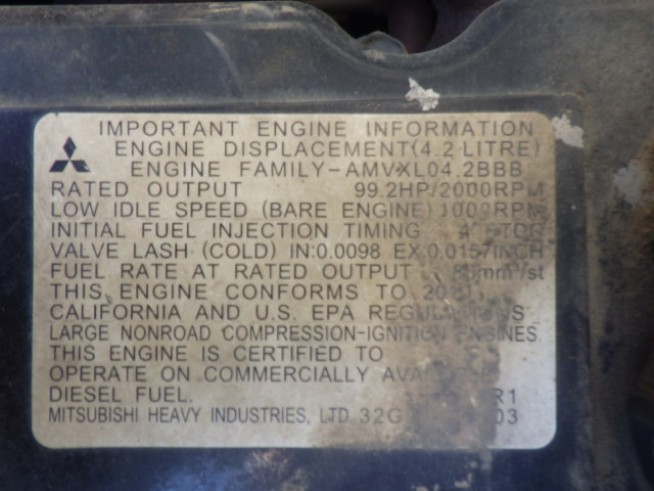 IMPORTANT ENGINE INFORMATION
ENGINE DISPLACEMENT(4.2 LITRE)
ENGINE FAMILY-AMVXL04.2BBB
RATED OUTPUT 99.2HP/2000RPM
LOW IDLE SPEED (BARE ENGINE) 1000RPM
INITIAL FUEL INJECTION TIMING
VALVE LASH (COLD) IN:0.0098 EX:0.0157INCH
FUEL RATE AT RATED OUTPUT
THIS ENGINE CONFORMS TO
CALIFORNIA AND U.S. EPA REGULATIONS
LARGE NONROAD COMPRESSION-IGNITION ENGINES.
THIS ENGINE IS CERTIFIED TO
OPERATE ON COMMERCIALLY
DIESEL FUEL.
MITSUBISHI HEAVY INDUSTRIES, LTD